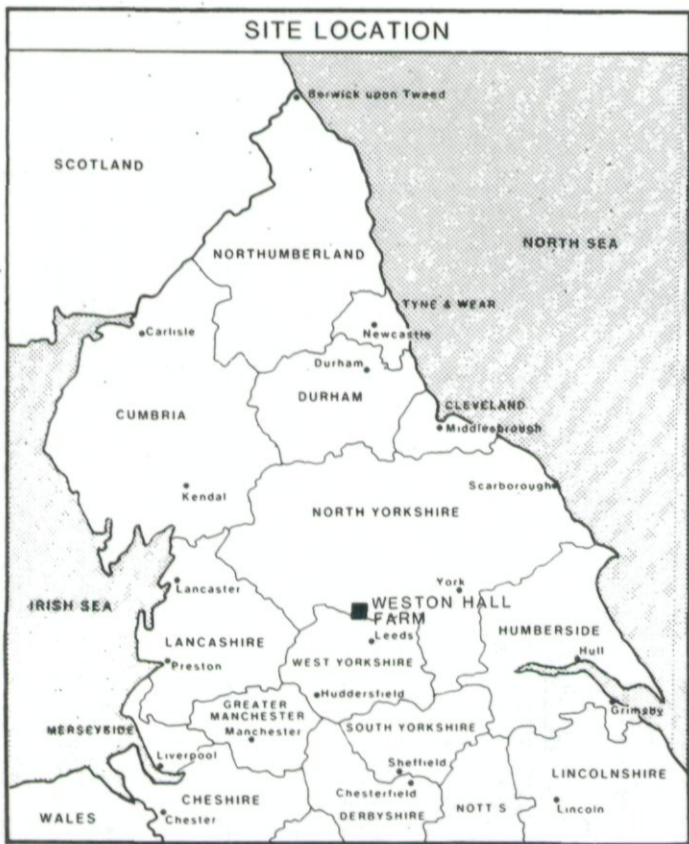 SITE LOCATION
Berwick upon Tweed
SCOTLAND
NORTH SEA
NORTHUMBERLAND
TYNE & WEAR
Carlisle
Newcastle
Durham
DURHAM
CLEVELAND
CUMBRIA
Middlesbrough
Kendal
Scarborough
NORTH YORKSHIRE
Lancaster
York
IRISH SEA
WESTON HALL
FARM
HUMBERSIDE
LANCASHIRE
Leeds
Hull
Preston
WEST YORKSHIRE
Huddersfield
GREATER
MANCHESTER
Grimsby
MERSEYSIDE
Manchester
SOUTH YORKSHIRE
Liverpool
Sheffield
LINCOLNSHIRE
CHESHIRE
Chesterfield
NOTT S
Lincoln
WALES
Chester
DERBYSHIRE